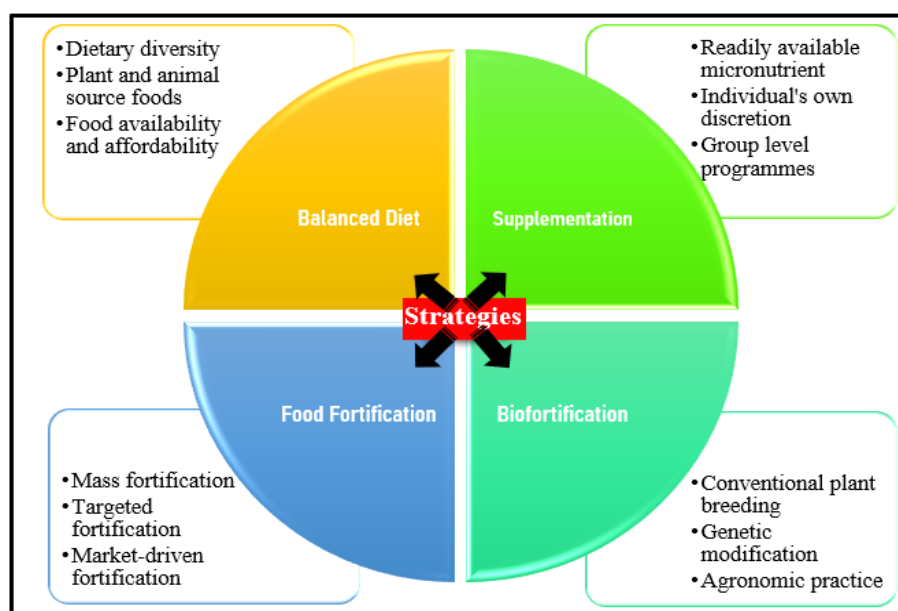 •Dietary diversity
•Plant and animal
source foods
•Food availability
and affordability
•Readily available
micronutrient
•Individual's own
discretion
•Group level
programmes
Balanced Diet
Supplementation
Strategies
Food Fortification
Biofortification
•Mass fortification
•Targeted
fortification
•Market-driven
fortification
•Conventional plant
breeding
•Genetic
modification
•Agronomic practice